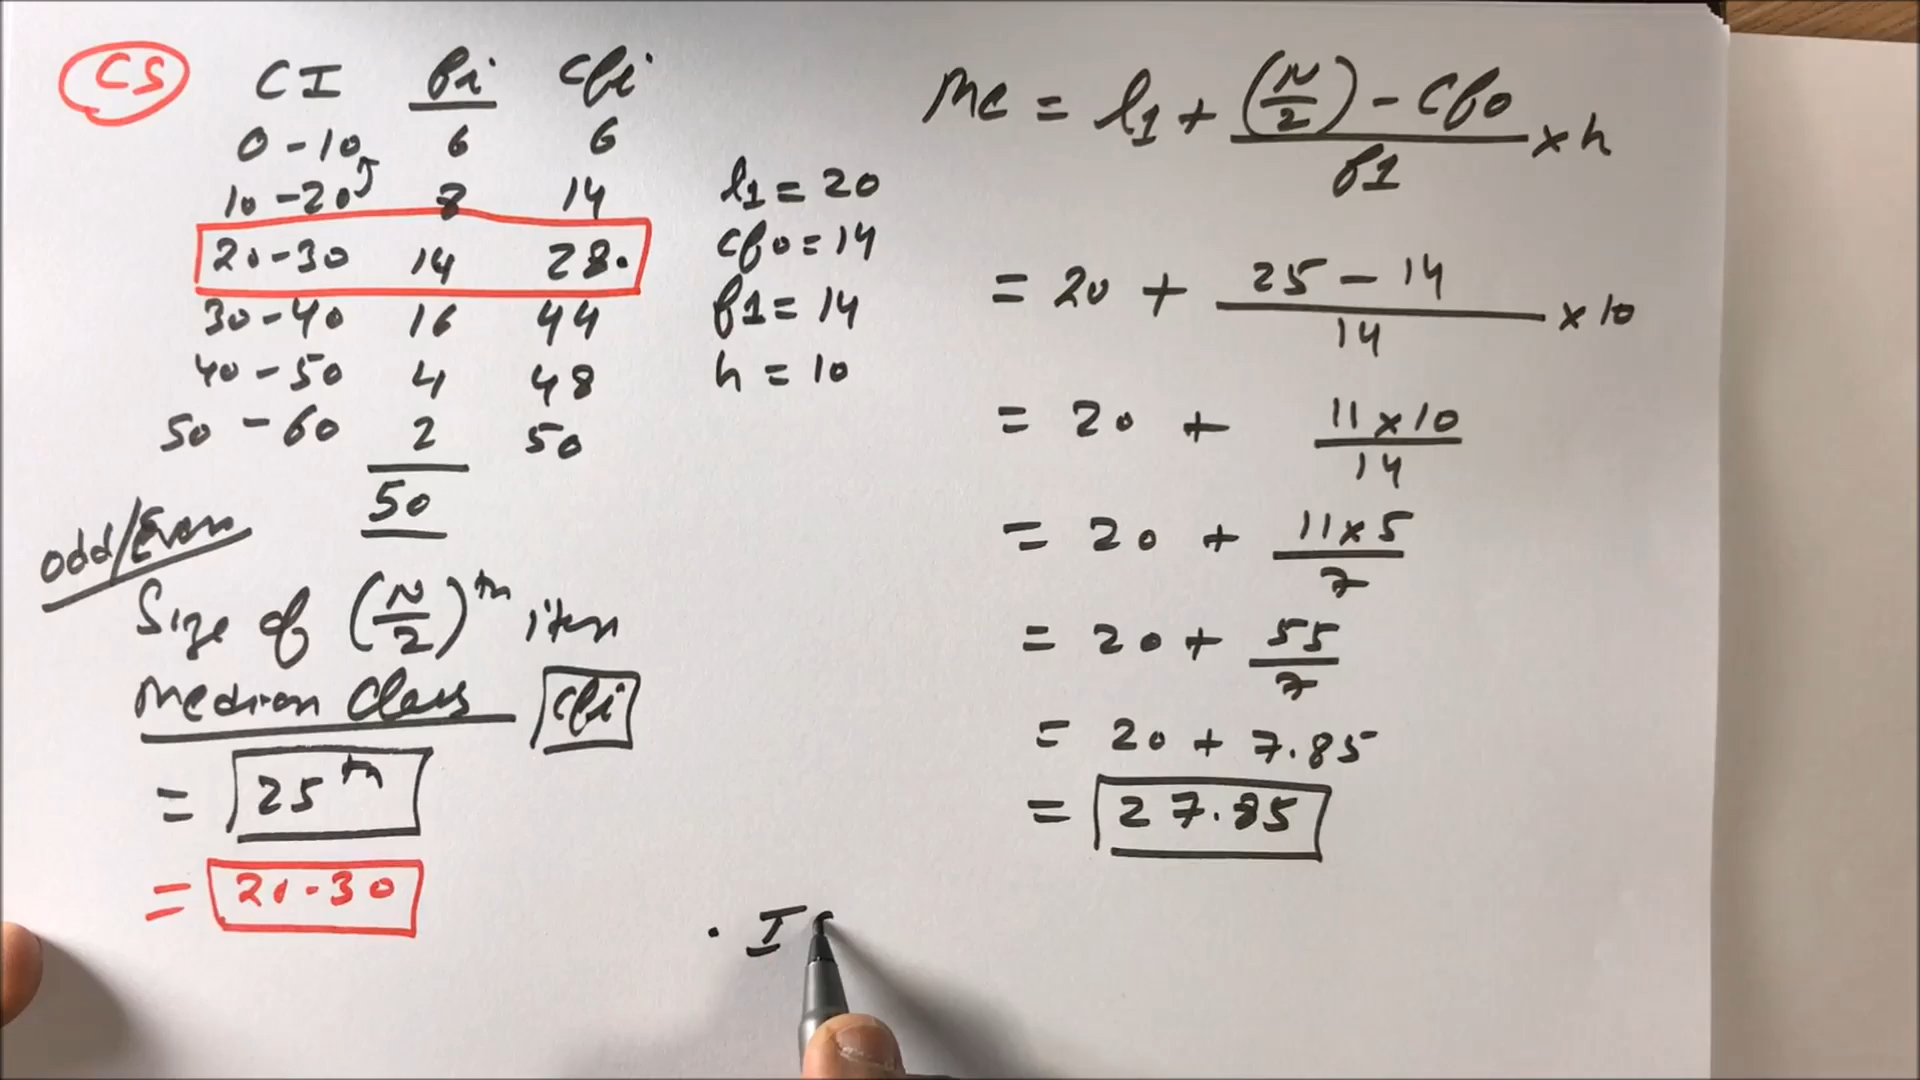 CS
CI fi cfi
0-10 6 6
10-20 8 14
20-30 14 28.
30-40 16 44
40-50 4 48
50-60 2 50
50
odd/Even
Size of (N/2)th item
Median Class cfi
= 25th
= 20-30
l1 = 20
cf0 = 14
f1 = 14
h = 10
Me = l1 + (N/2) - cf0 / f1 × h
= 20 + 25 - 14 / 14 × 10
= 20 + 11×10 / 14
= 20 + 11×5 / 7
= 20 + 55 / 7
= 20 + 7.85
= 27.85
. I